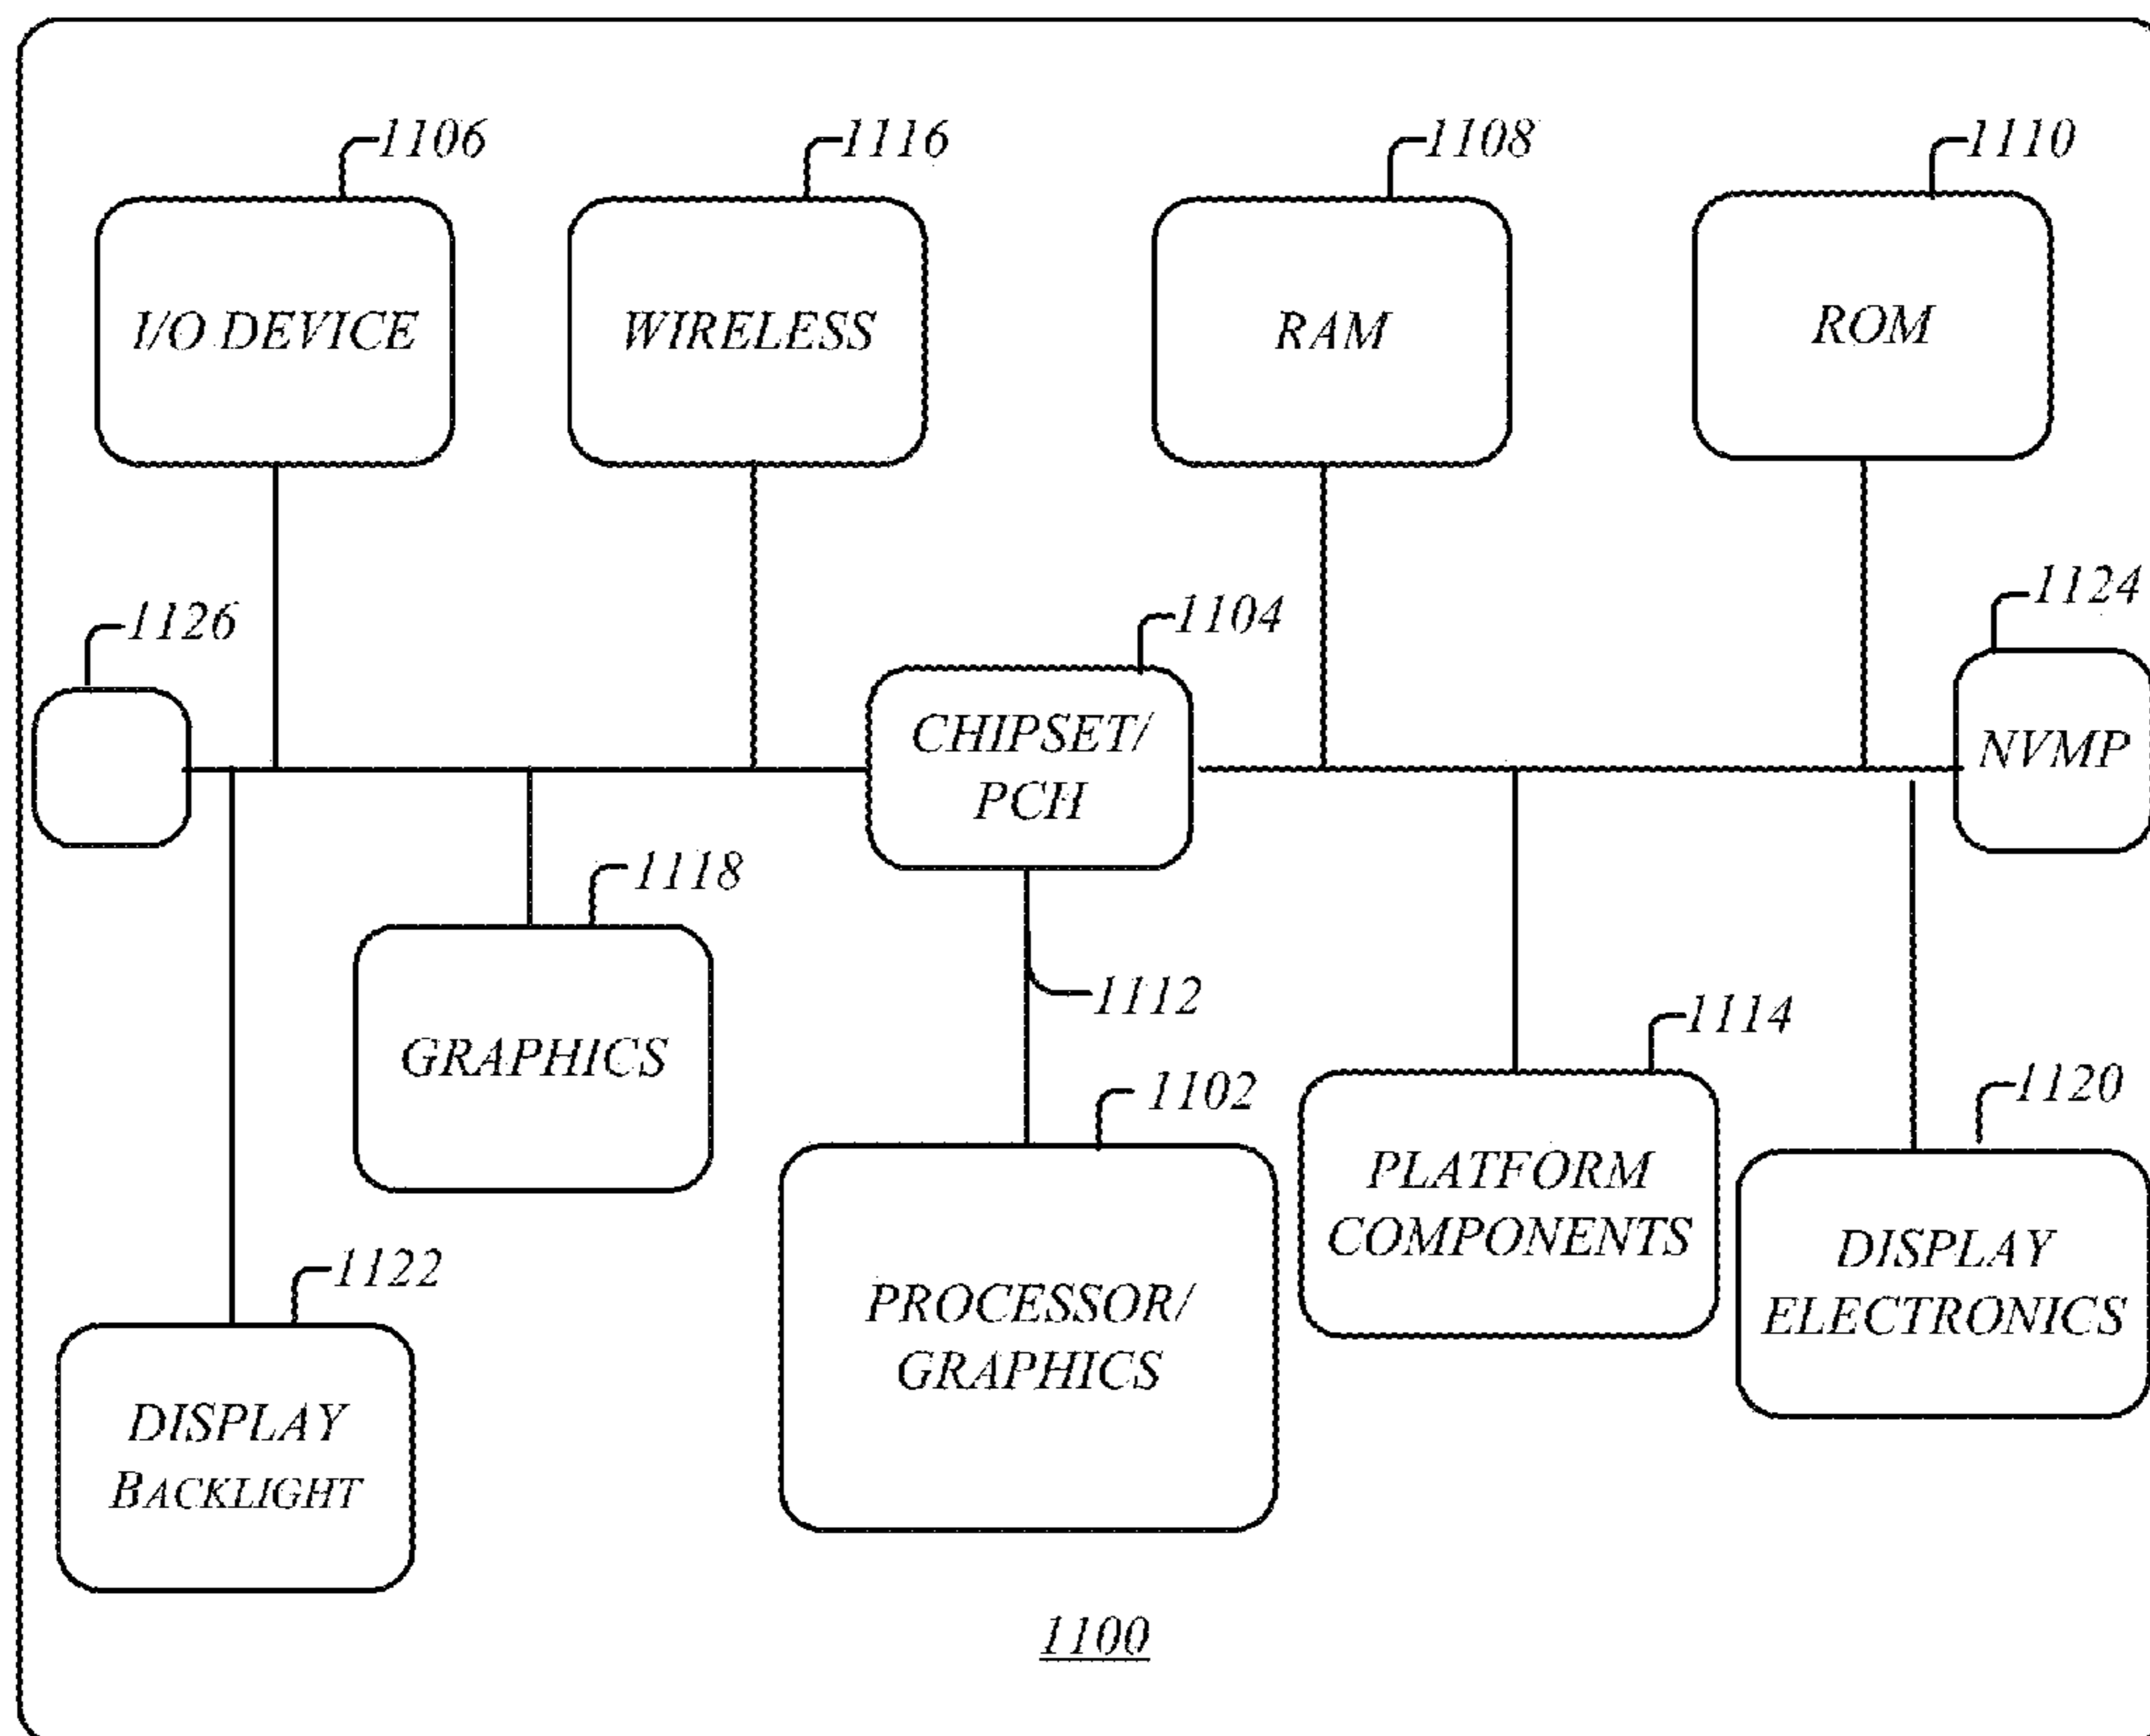 1106
1116
1108
1110
I/O DEVICE
WIRELESS
RAM
ROM
1126
1104
1124
CHIPSET/
PCH
NVMP
1118
1112
1114
GRAPHICS
1102
1120
PLATFORM
COMPONENTS
1122
PROCESSOR/
GRAPHICS
DISPLAY
ELECTRONICS
DISPLAY
BACKLIGHT
1100